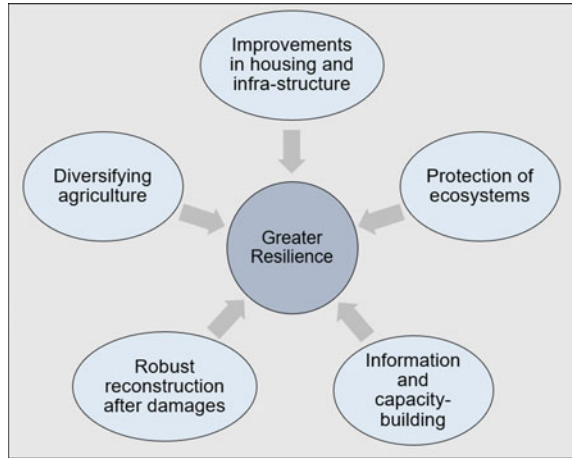 Improvements
in housing and
infra-structure
Diversifying
agriculture
Protection of
ecosystems
Greater
Resilience
Robust
reconstruction
after damages
Information
and
capacity-
building